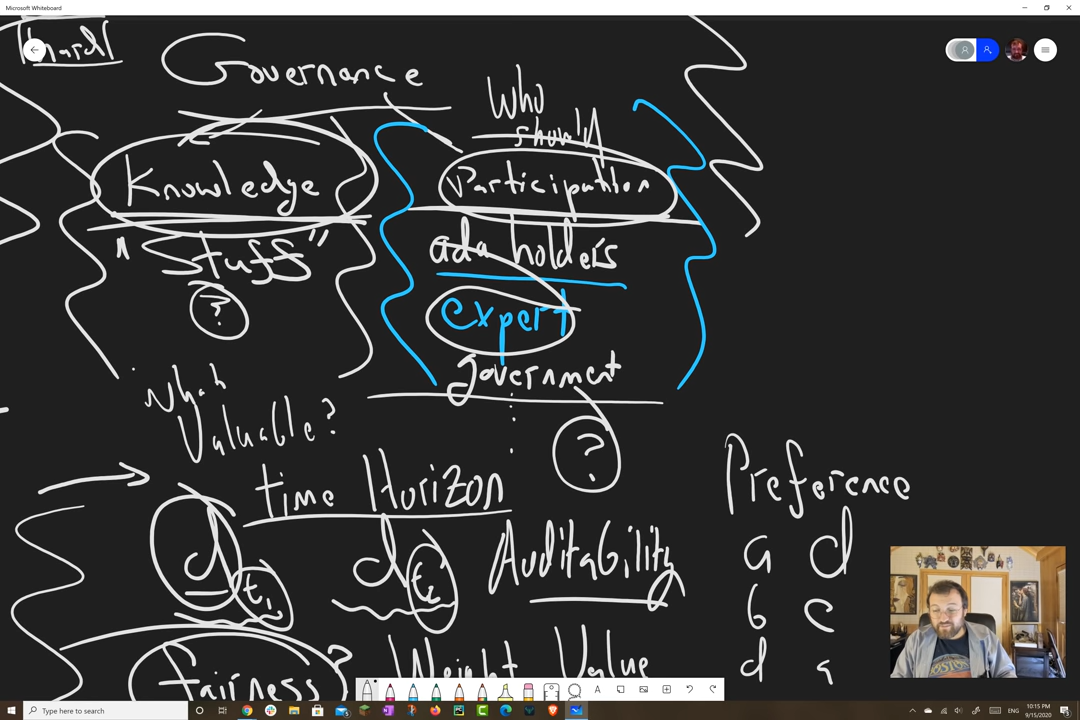 Microsoft Whiteboard
hard
Governance
Who
should
Knowledge
Participation
"Stuff"
ada holders
?
expert
government
What
Valuable?
?
time Horizon
Preference
d t₁
d t₂
Auditability
a d
b c
d a
fairness?
Weight Value
Type here to search
10:15 PM
9/15/2020